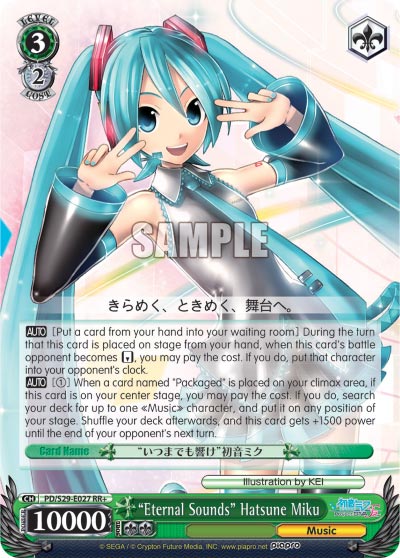 LEVEL
3
2
COST
SAMPLE
きらめく、ときめく、舞台へ。
AUTO [Put a card from your hand into your waiting room] During the turn
that this card is placed on stage from your hand, when this card's battle
opponent becomes , you may pay the cost. If you do, put that character
into your opponent's clock.
AUTO [①] When a card named "Packaged" is placed on your climax area, if
this card is on your center stage, you may pay the cost. If you do, search
your deck for up to one «Music» character, and put it on any position of
your stage. Shuffle your deck afterwards, and this card gets +1500 power
until the end of your opponent's next turn.
Card Name “いつまでも響け”初音ミク
Illustration by KEI
CH PD/S29-E027 RR+
10000
“Eternal Sounds” Hatsune Miku
初音ミク
Music
© SEGA / © Crypton Future Media, INC. www.piapro.net piapro